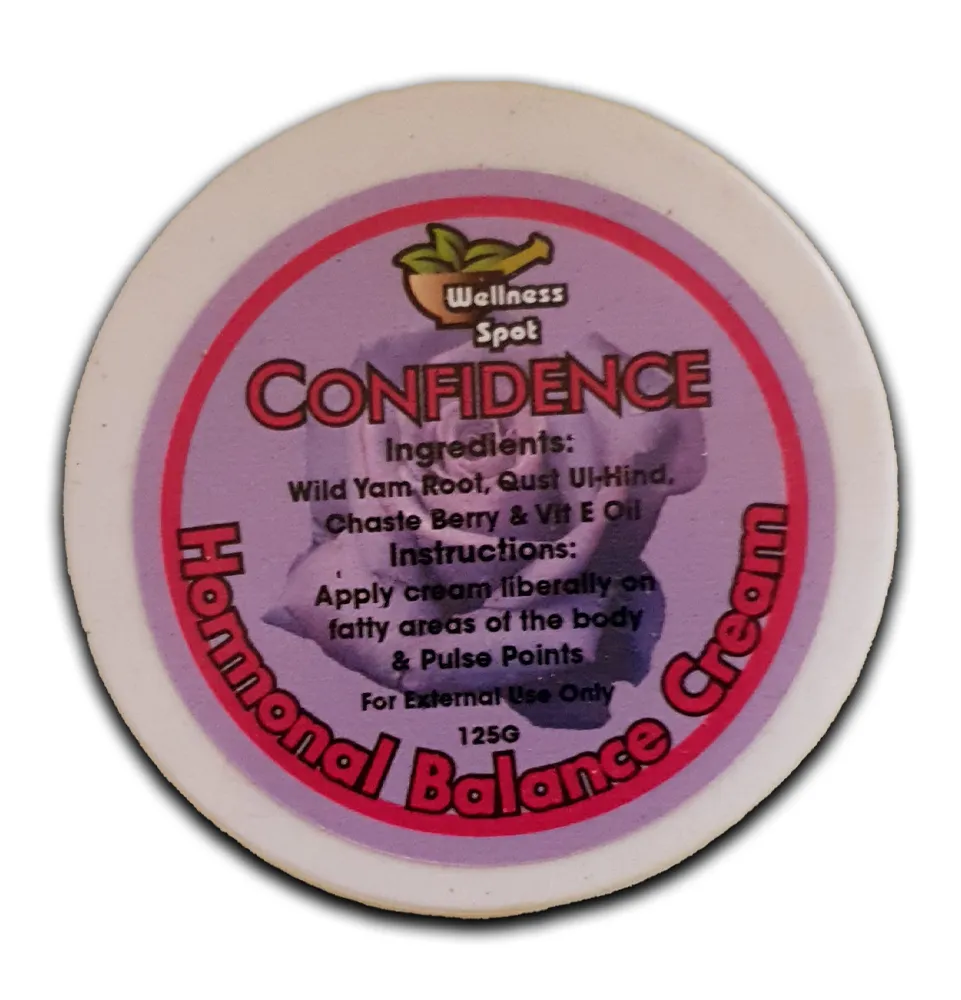 Wellness
Spot
CONFIDENCE
Ingredients:
Wild Yam Root, Qust Ul-Hind,
Chaste Berry & Vit E Oil
Instructions:
Apply cream liberally on
fatty areas of the body
& Pulse Points
For External Use Only
125G
Hormonal Balance Cream